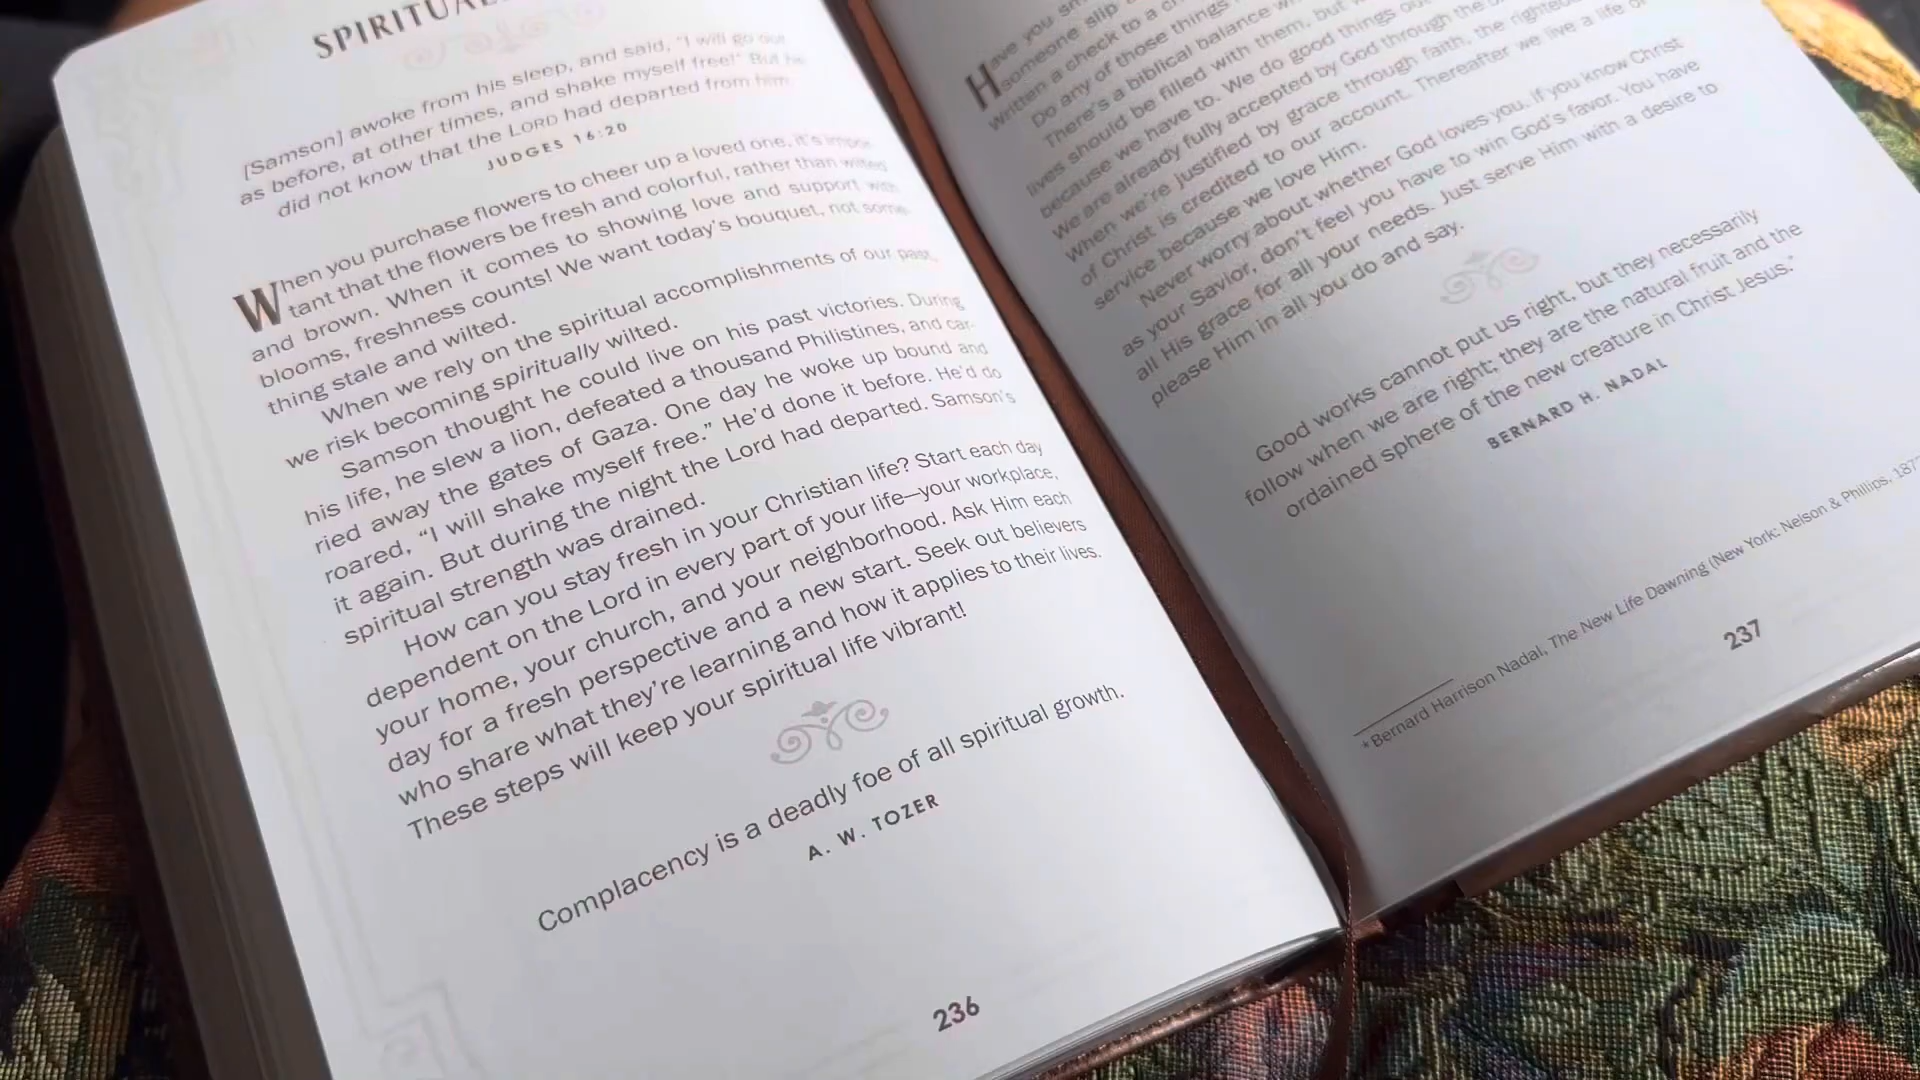 [Samson] awoke from his sleep, and said, “I will go out
as before, at other times, and shake myself free!” But he
did not know that the LORD had departed from him.
JUDGES 16:20
When you purchase flowers to cheer up a loved one, it’s impor-
tant that the flowers be fresh and colorful, rather than wilted
and brown. When it comes to showing love and support with
blooms, freshness counts! We want today’s bouquet, not some-
thing stale and wilted.
When we rely on the spiritual accomplishments of our past,
we risk becoming spiritually wilted.
Samson thought he could live on his past victories. During
his life, he slew a lion, defeated a thousand Philistines, and car-
ried away the gates of Gaza. One day he woke up bound and
roared, “I will shake myself free.” He’d done it before. He’d do
it again. But during the night the Lord had departed. Samson’s
spiritual strength was drained.
How can you stay fresh in your Christian life? Start each day
dependent on the Lord in every part of your life—your workplace,
your home, your church, and your neighborhood. Ask Him each
day for a fresh perspective and a new start. Seek out believers
who share what they’re learning and how it applies to their lives.
These steps will keep your spiritual life vibrant!
Complacency is a deadly foe of all spiritual growth.
A. W. TOZER
236
Have you
someone slip
written a check to a
Do any of those things
There’s a biblical balance
lives should be filled with them, but
because we have to. We do good things
we are already fully accepted by God through the
when we’re justified by grace through faith, the
of Christ is credited to our account. Thereafter we live a life of
service because we love Him.
Never worry about whether God loves you. If you know Christ
as your Savior, don’t feel you have to win God’s favor. You have
all His grace for all your needs. Just serve Him with a desire to
please Him in all you do and say.
Good works cannot put us right, but they necessarily
follow when we are right; they are the natural fruit and the
ordained sphere of the new creature in Christ Jesus.*
BERNARD H. NADAL
*Bernard Harrison Nadal, The New Life Dawning (New York: Nelson & Phillips,
237